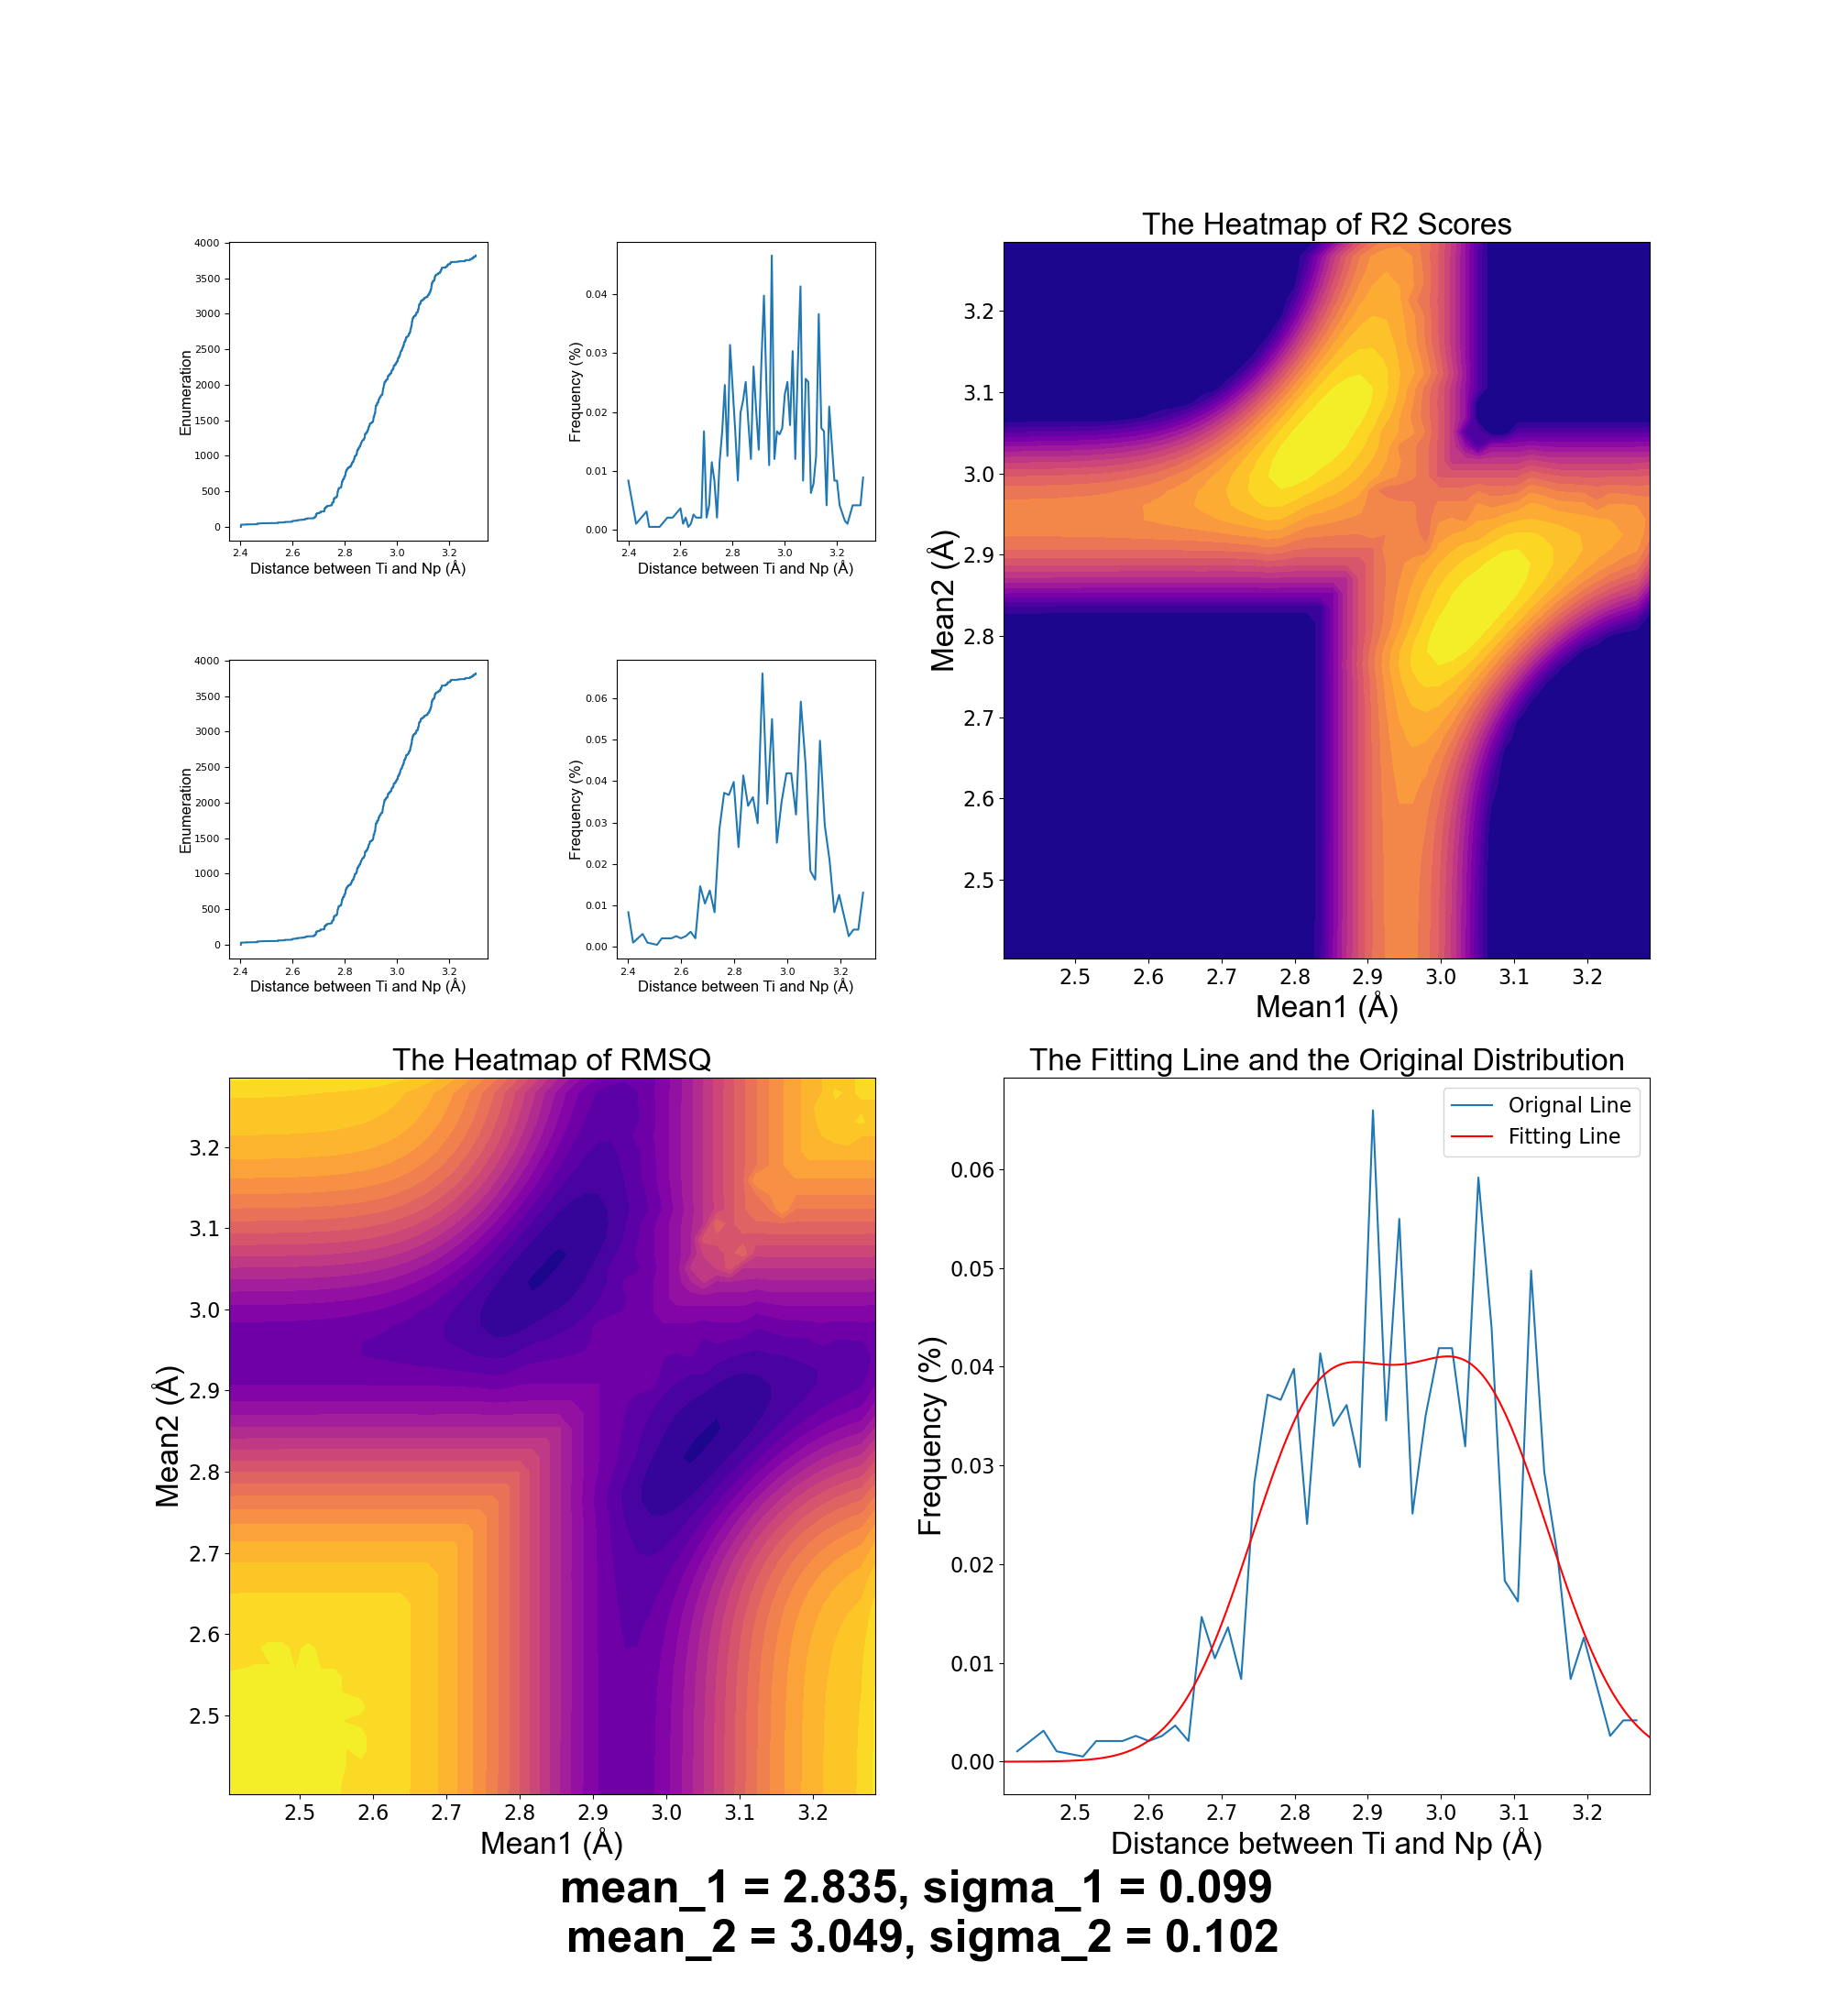 The Heatmap of R2 Scores
4000
3500
3000
2500
2000
1500
1000
500
0
Enumeration
2.4 2.6 2.8 3.0 3.2
Distance between Ti and Np (Å)
0.04
0.03
0.02
0.01
0.00
Frequency (%)
2.4 2.6 2.8 3.0 3.2
Distance between Ti and Np (Å)
4000
3500
3000
2500
2000
1500
1000
500
0
Enumeration
2.4 2.6 2.8 3.0 3.2
Distance between Ti and Np (Å)
0.06
0.05
0.04
0.03
0.02
0.01
0.00
Frequency (%)
2.4 2.6 2.8 3.0 3.2
Distance between Ti and Np (Å)
3.2
3.1
3.0
2.9
2.8
2.7
2.6
2.5
Mean2 (Å)
2.5 2.6 2.7 2.8 2.9 3.0 3.1 3.2
Mean1 (Å)
The Heatmap of RMSQ
3.2
3.1
3.0
2.9
2.8
2.7
2.6
2.5
Mean2 (Å)
2.5 2.6 2.7 2.8 2.9 3.0 3.1 3.2
Mean1 (Å)
The Fitting Line and the Original Distribution
Orignal Line
Fitting Line
0.06
0.05
0.04
0.03
0.02
0.01
0.00
Frequency (%)
2.5 2.6 2.7 2.8 2.9 3.0 3.1 3.2
Distance between Ti and Np (Å)
mean_1 = 2.835, sigma_1 = 0.099
mean_2 = 3.049, sigma_2 = 0.102